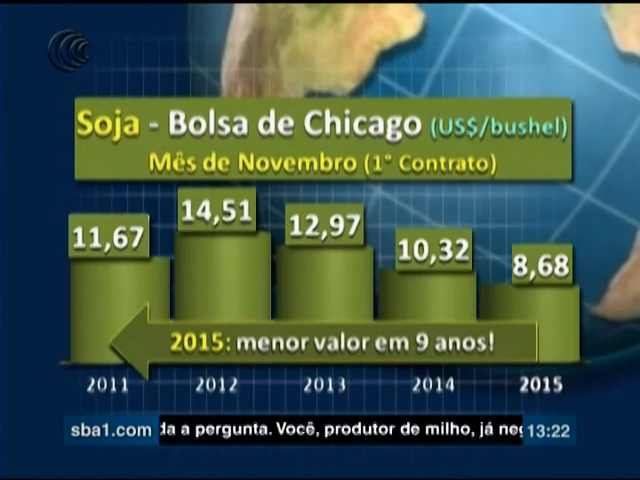 Soja - Bolsa de Chicago (US$/bushel)
Mês de Novembro (1° Contrato)
11,67
14,51
12,97
10,32
8,68
2015: menor valor em 9 anos!
2011
2012
2013
2014
2015
sba1.com
da a pergunta. Você, produtor de milho, já neg
13:22